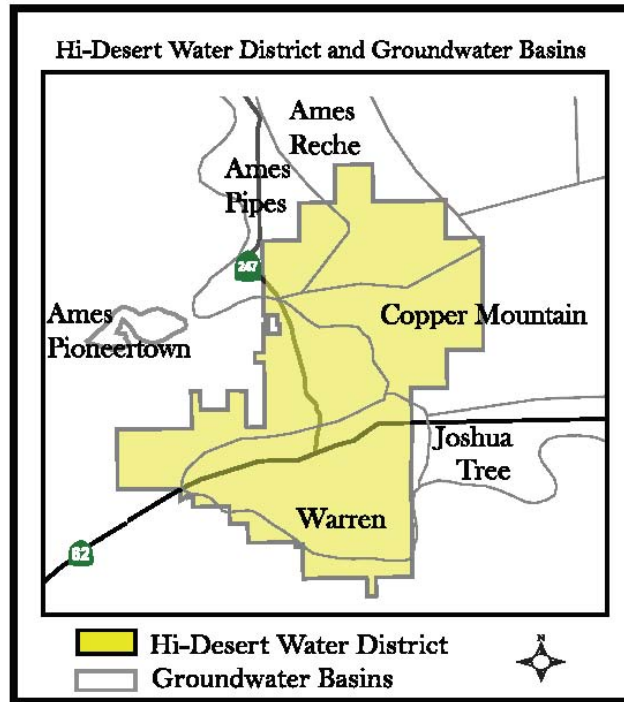 Hi-Desert Water District and Groundwater Basins
Ames
Reche
Ames
Pipes
247
Ames
Pioneertown
Copper Mountain
Joshua
Tree
Warren
62
Hi-Desert Water District
Groundwater Basins
N